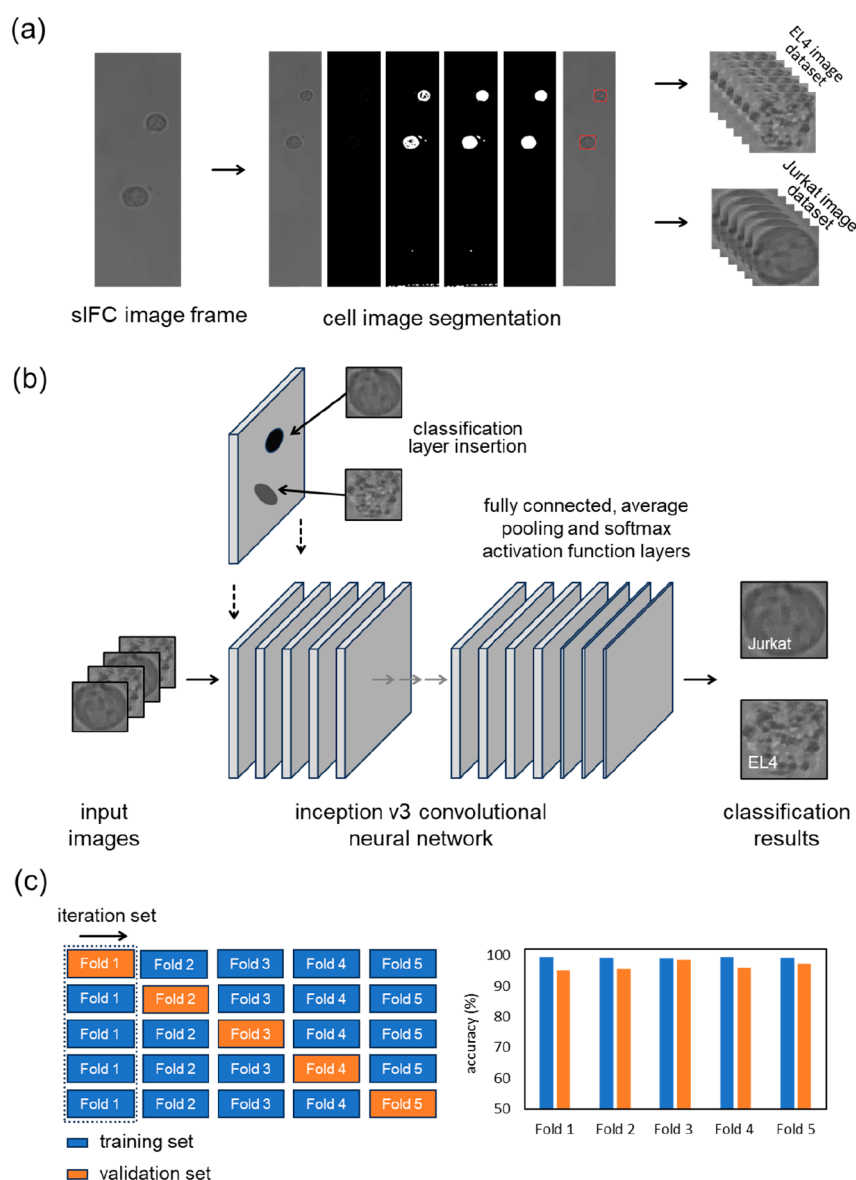 (a)
EL4 image
dataset
Jurkat image
dataset
sIFC image frame
cell image segmentation
(b)
classification
layer insertion
fully connected, average
pooling and softmax
activation function layers
Jurkat
EL4
input
images
inception v3 convolutional
neural network
classification
results
(c)
iteration set
Fold 1 Fold 2 Fold 3 Fold 4 Fold 5
Fold 1 Fold 2 Fold 3 Fold 4 Fold 5
Fold 1 Fold 2 Fold 3 Fold 4 Fold 5
Fold 1 Fold 2 Fold 3 Fold 4 Fold 5
Fold 1 Fold 2 Fold 3 Fold 4 Fold 5
training set
validation set
accuracy (%)
100
90
80
70
60
50
Fold 1 Fold 2 Fold 3 Fold 4 Fold 5